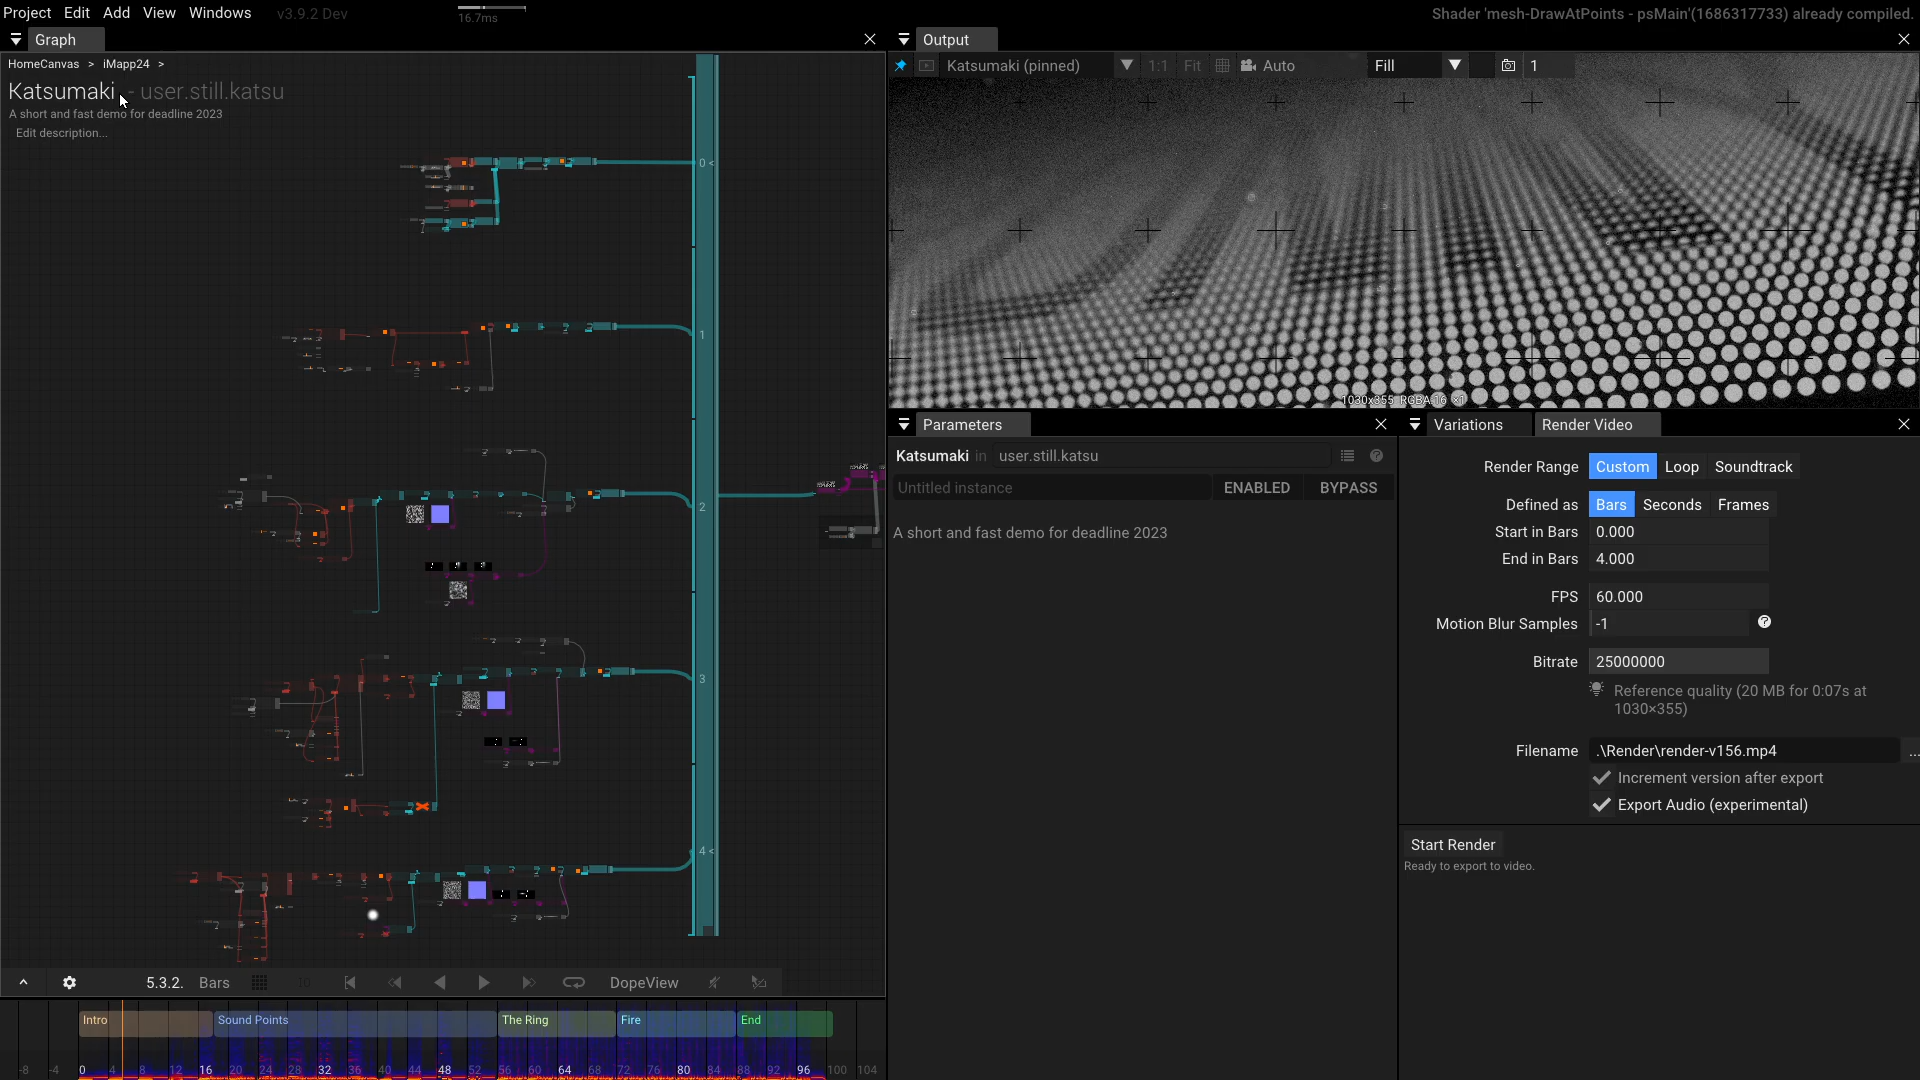 Project Edit Add View Windows v3.9.2 Dev 16.7ms Shader 'mesh-DrawAtPoints - psMain'(1686317733) already compiled.
Graph
HomeCanvas > iMapp24 >
Katsumaki - user.still.katsu
A short and fast demo for deadline 2023
Edit description...
0 <
1
2
3
4 <
5.3.2. Bars 10 DopeView
Intro Sound Points The Ring Fire End
-8 -4 0 4 8 12 16 20 24 28 32 36 40 44 48 52 56 60 64 68 72 76 80 84 88 92 96 100 104
Output
Katsumaki (pinned) 1:1 Fit Auto Fill 1
1030x355 RGBA:16 ×1
Parameters
Katsumaki in user.still.katsu
Untitled instance ENABLED BYPASS
A short and fast demo for deadline 2023
Variations Render Video
Render Range Custom Loop Soundtrack
Defined as Bars Seconds Frames
Start in Bars 0.000
End in Bars 4.000
FPS 60.000
Motion Blur Samples -1
Bitrate 25000000
Reference quality (20 MB for 0:07s at
1030×355)
Filename .\Render\render-v156.mp4 ...
Increment version after export
Export Audio (experimental)
Start Render
Ready to export to video.